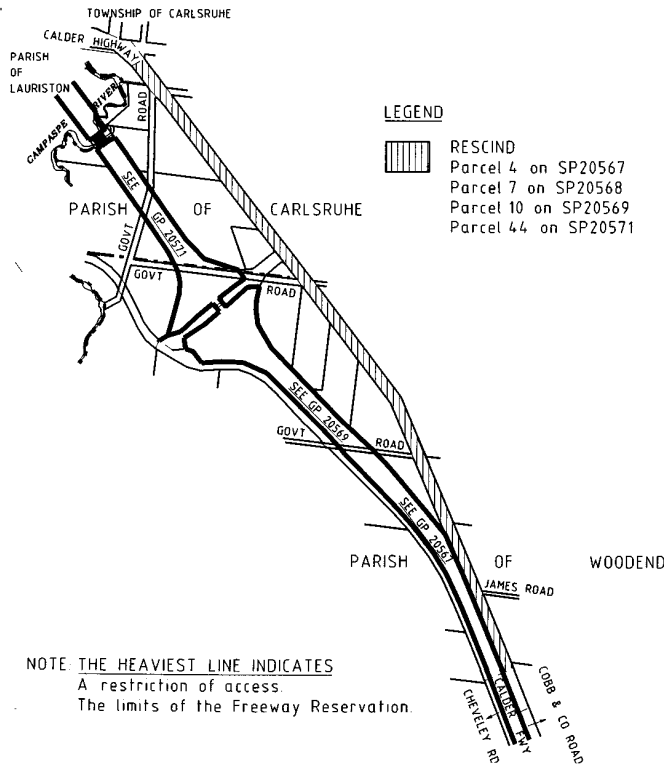 TOWNSHIP OF CARLSRUHE
CALDER HIGHWAY
PARISH
OF
LAURISTON
CAMPASPE RIVER
ROAD
LEGEND
RESCIND
Parcel 4 on SP20567
Parcel 7 on SP20568
Parcel 10 on SP20569
Parcel 44 on SP20571
SEE GP 20571
PARISH OF CARLSRUHE
GOVT
GOVT ROAD
SEE GP 20569
GOVT ROAD
SEE GP 20567
PARISH OF WOODEND
JAMES ROAD
NOTE: THE HEAVIEST LINE INDICATES
A restriction of access.
The limits of the Freeway Reservation.
CHEVELEY RD
CALDER FWY
COBB & CO ROAD